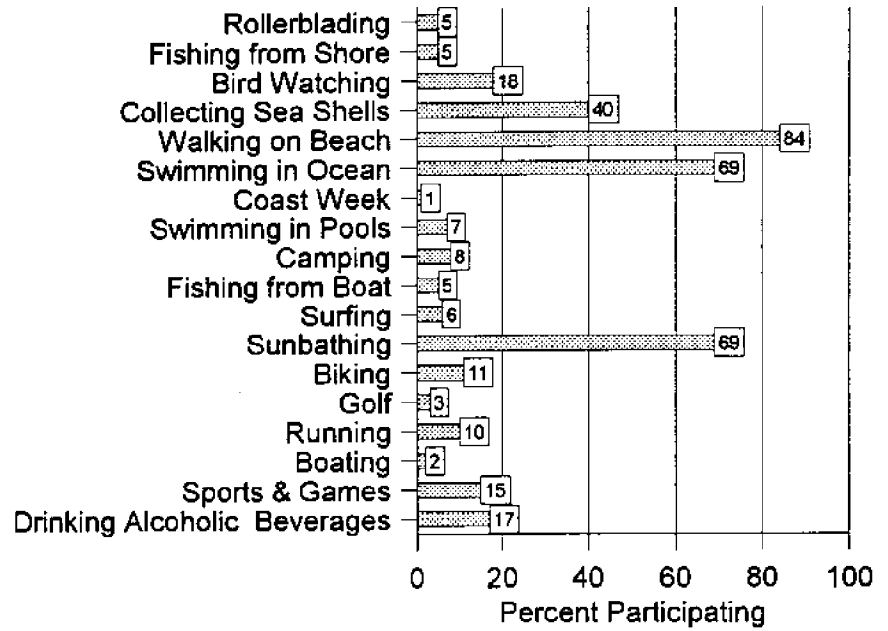 Rollerblading 5
Fishing from Shore 5
Bird Watching 18
Collecting Sea Shells 40
Walking on Beach 84
Swimming in Ocean 69
Coast Week 1
Swimming in Pools 7
Camping 8
Fishing from Boat 5
Surfing 6
Sunbathing 69
Biking 11
Golf 3
Running 10
Boating 2
Sports & Games 15
Drinking Alcoholic Beverages 17
0 20 40 60 80 100
Percent Participating